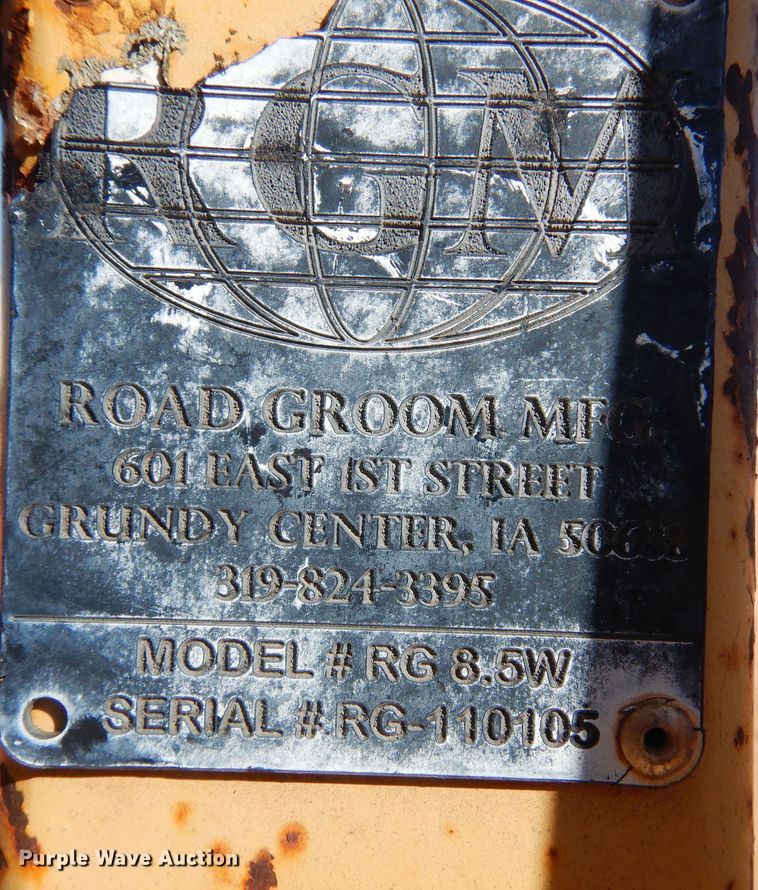 RGM
ROAD GROOM MFG.
601 EAST 1ST STREET
GRUNDY CENTER, IA 50638
319-824-3395
MODEL # RG 8.5W
SERIAL # RG-110105
Purple Wave Auction